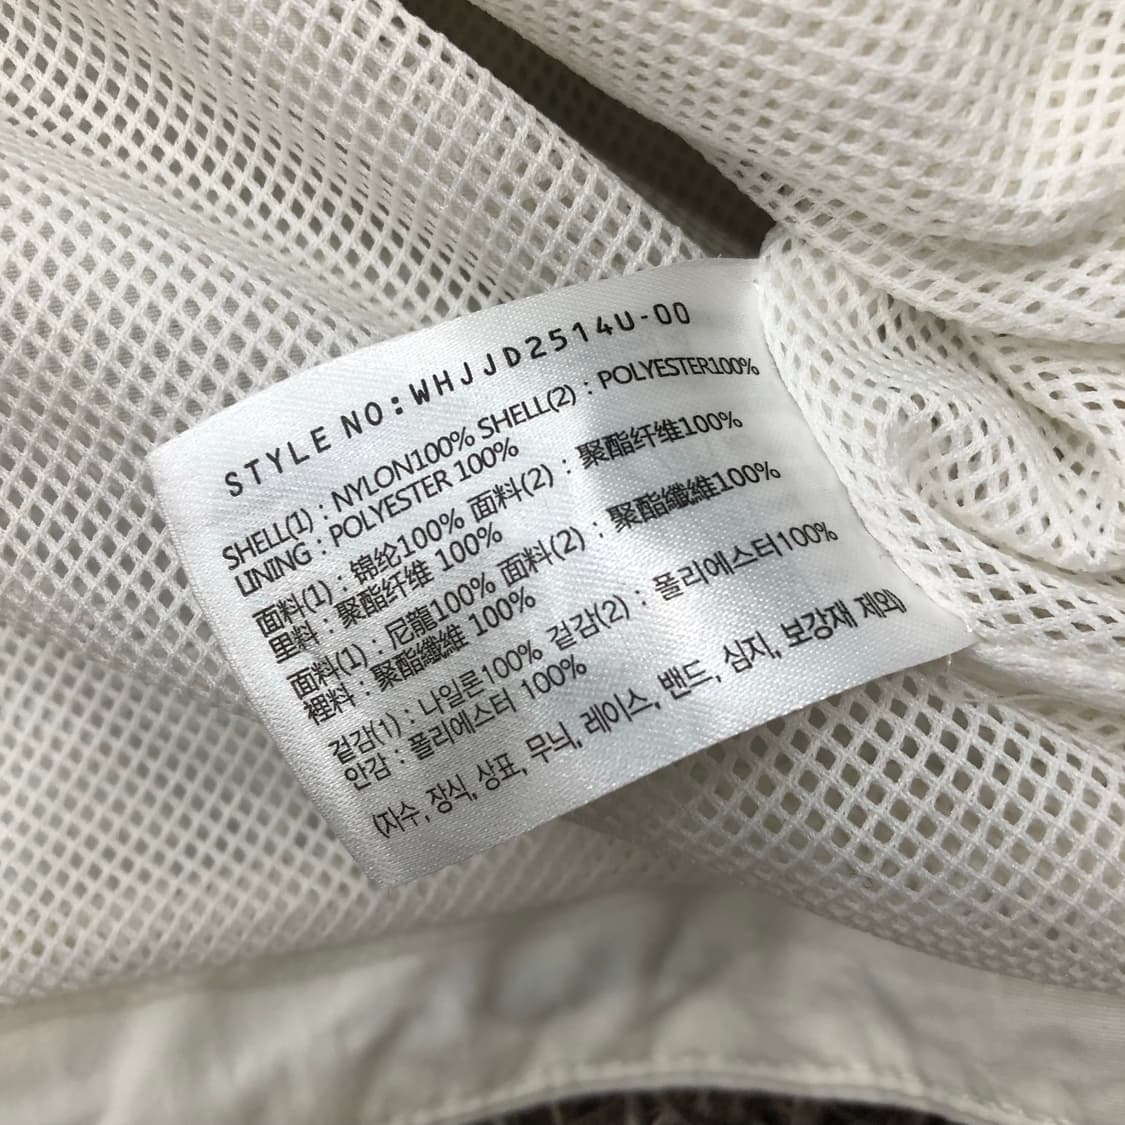 STYLE NO:WHJJD2514U-00
SHELL(1) : NYLON100% SHELL(2) : POLYESTER100%
LINING : POLYESTER 100%
面料(1) : 锦纶100% 面料(2) : 聚酯纤维100%
里料 : 聚酯纤维 100%
面料(1) : 尼龍100% 面料(2) : 聚酯纖維100%
裡料 : 聚酯纖維 100%
겉감(1) : 나일론100% 겉감(2) : 폴리에스터100%
안감 : 폴리에스터 100%
(자수, 장식, 상표, 무늬, 레이스, 밴드, 심지, 보강재 제외)